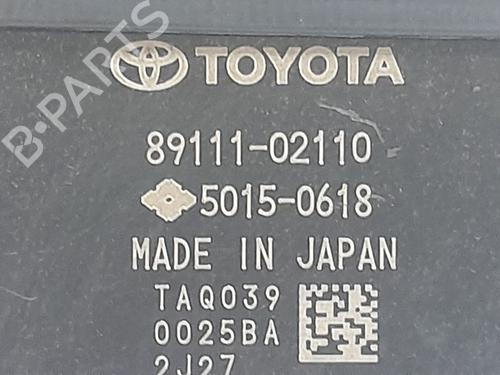 B-PARTS
TOYOTA
89111-02110
5015-0618
MADE IN JAPAN
TAQ039
0025BA
2J27